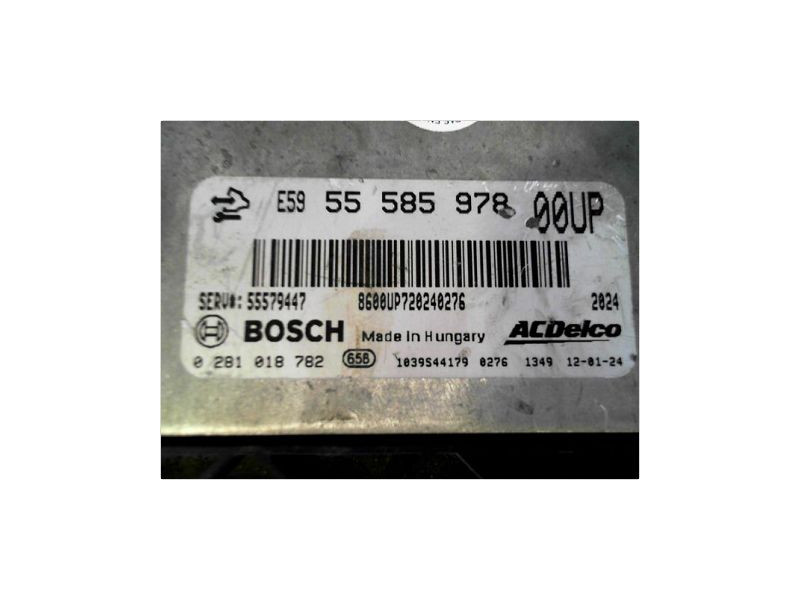 E59 55 585 978 00UP
SERV#: 55579447 8600UP720240276 2024
BOSCH Made in Hungary ACDelco
0 281 018 782 65B 1039S44179 0276 1349 12-01-24